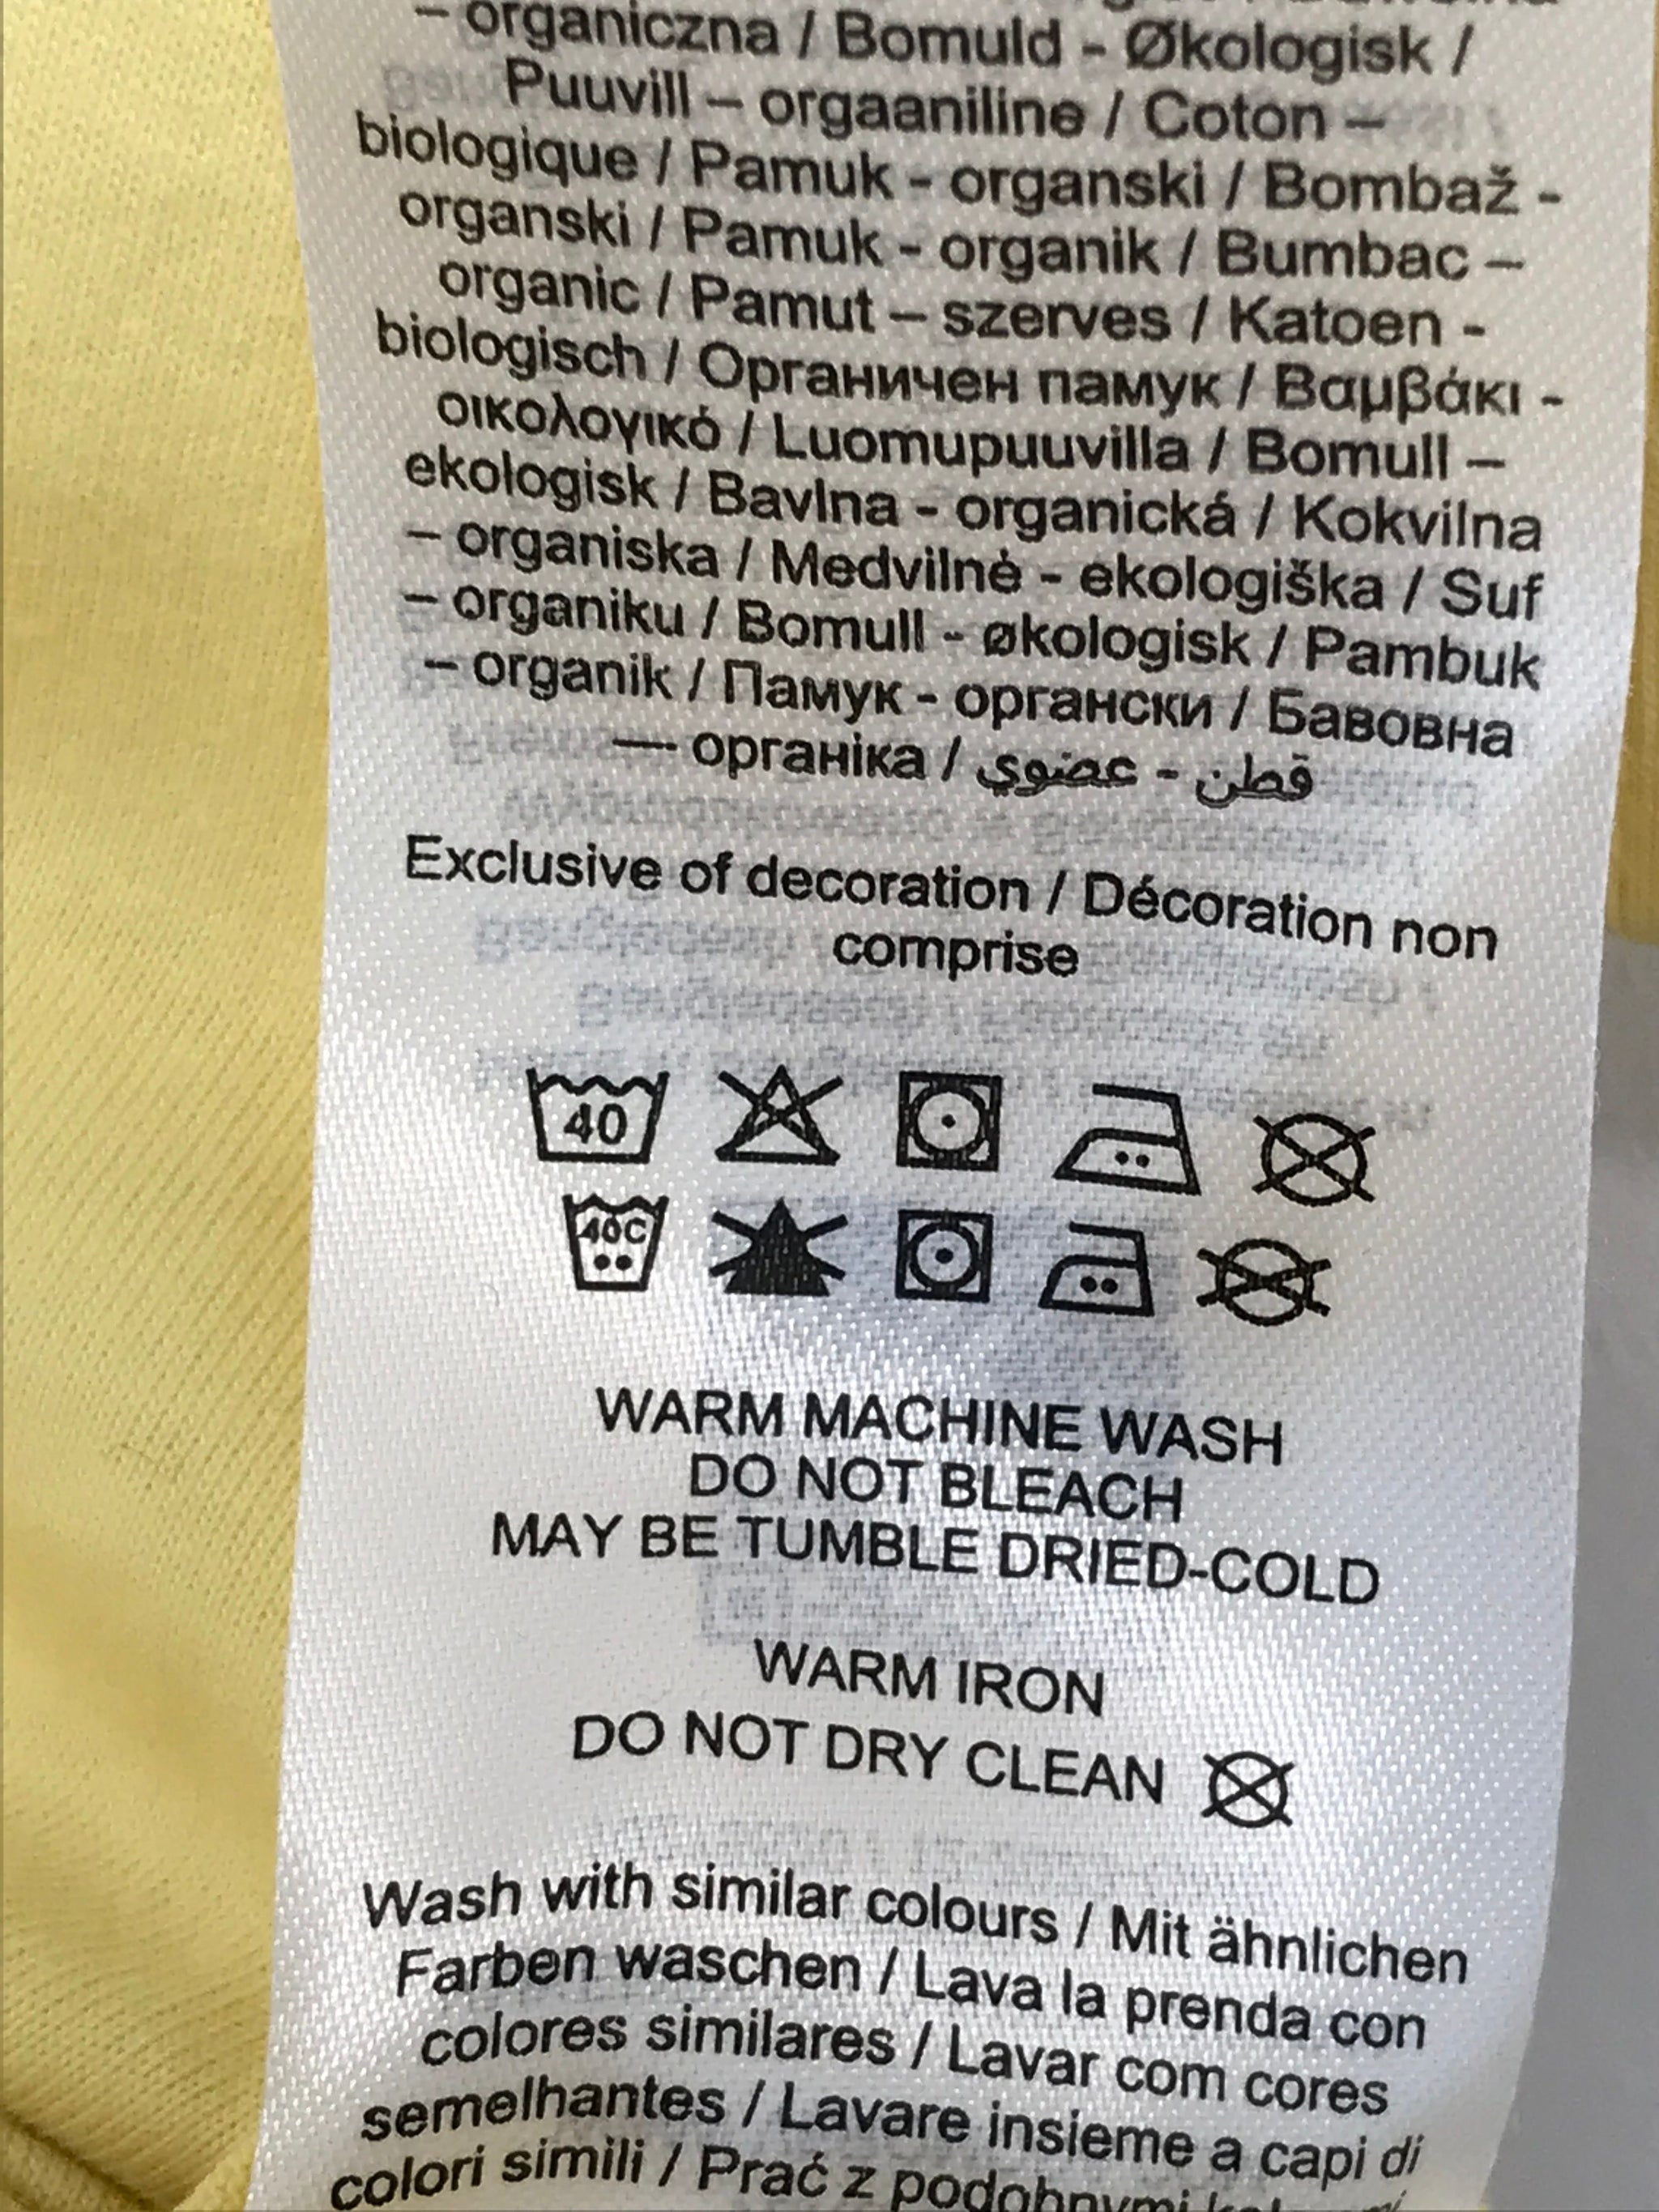 – organiczna / Bomuld - Økologisk /
Puuvill – orgaaniline / Coton –
biologique / Pamuk - organski / Bombaž -
organski / Pamuk - organik / Bumbac –
organic / Pamut – szerves / Katoen -
biologisch / Органичен памук / Βαμβάκι -
οικολογικό / Luomupuuvilla / Bomull –
ekologisk / Bavlna - organická / Kokvilna
– organiska / Medvilnė - ekologiška / Suf
– organiku / Bomull - økologisk / Pambuk
– organik / Памук - органски / Бавовна
— органіка / قطن - عضوي
Exclusive of decoration / Décoration non
comprise
40
40C
WARM MACHINE WASH
DO NOT BLEACH
MAY BE TUMBLE DRIED-COLD
WARM IRON
DO NOT DRY CLEAN
Wash with similar colours / Mit ähnlichen
Farben waschen / Lava la prenda con
colores similares / Lavar com cores
semelhantes / Lavare insieme a capi di
colori simili / Prać z podobnymi